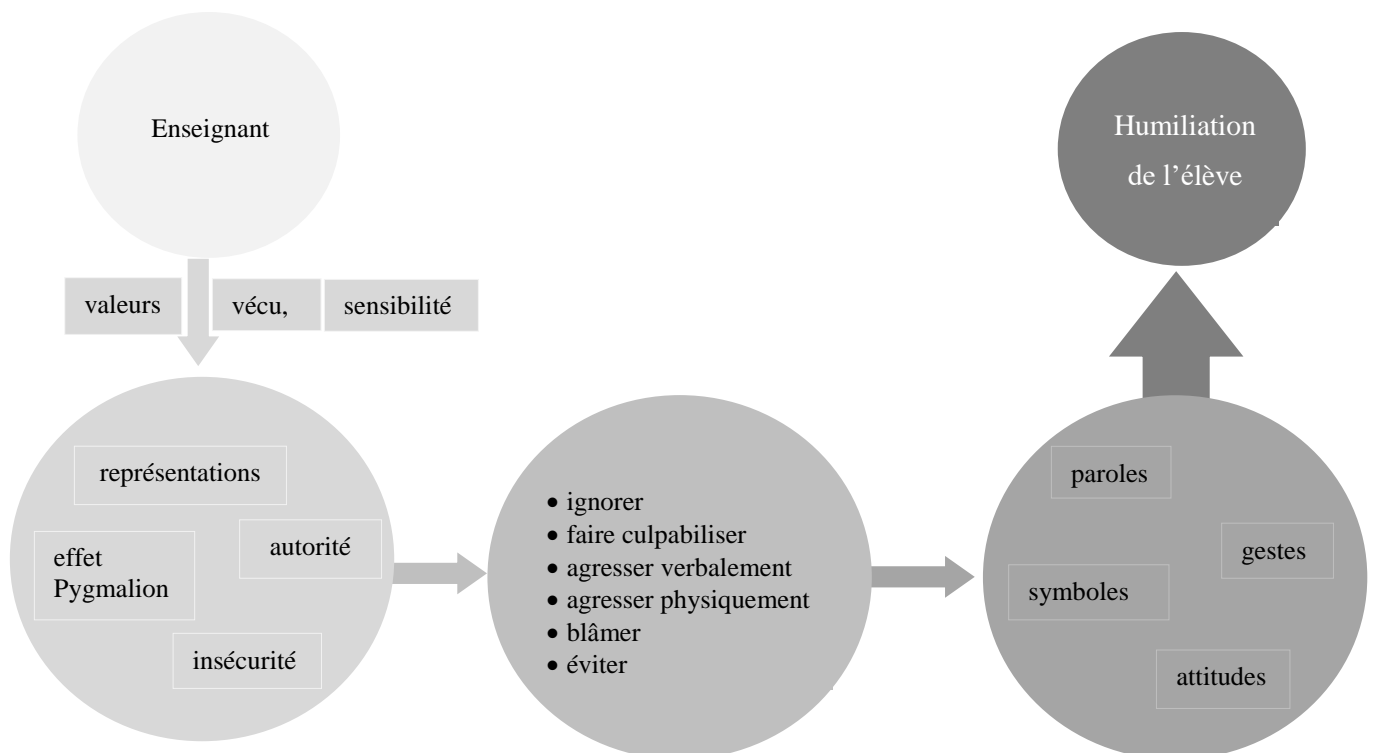 Enseignant
Humiliation
de l’élève
valeurs
vécu,
sensibilité
représentations
autorité
effet
Pygmalion
insécurité
• ignorer
• faire culpabiliser
• agresser verbalement
• agresser physiquement
• blâmer
• éviter
paroles
gestes
symboles
attitudes